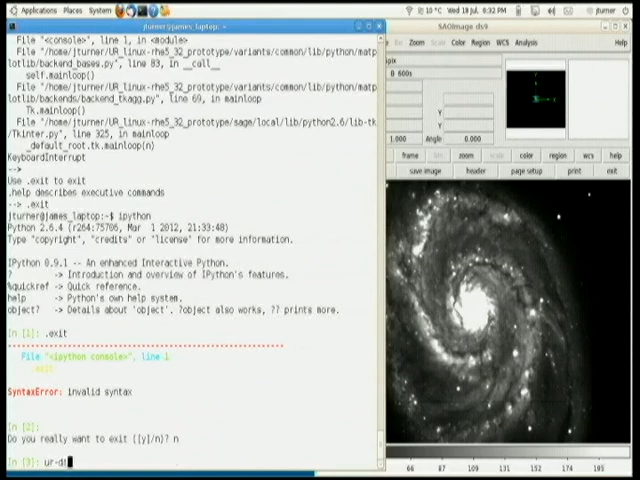 Applications Places System
10 °C Wed 18 Jul, 6:32 PM jturner
jturner@james_laptop: ~
File "<console>", line 1, in <module>
File "/home/jturner/UR_linux-rhe5_32_prototype/variants/common/lib/python/matp
lotlib/backend_bases.py", line 83, in __call__
self.mainloop()
File "/home/jturner/UR_linux-rhe5_32_prototype/variants/common/lib/python/matp
lotlib/backends/backend_tkagg.py", line 69, in mainloop
Tk.mainloop()
File "/home/jturner/UR_linux-rhe5_32_prototype/sage/local/lib/python2.6/lib-tk
/Tkinter.py", line 325, in mainloop
_default_root.tk.mainloop(n)
KeyboardInterrupt
-->
Use .exit to exit
.help describes executive commands
--> .exit
jturner@james_laptop:~$ ipython
Python 2.6.4 (r264:75706, Mar 1 2012, 21:33:48)
Type "copyright", "credits" or "license" for more information.
IPython 0.9.1 -- An enhanced Interactive Python.
? -> Introduction and overview of IPython's features.
%quickref -> Quick reference.
help -> Python's own help system.
object? -> Details about 'object'. ?object also works, ?? prints more.
In [1]: .exit
File "<ipython console>", line 1
.exit
SyntaxError: invalid syntax
In [2]:
Do you really want to exit ([y]/n)? n
In [3]: ur-dt
SAOImage ds9
Zoom Scale Color Region WCS Analysis Help
600s
Y
Y
1.000 Angle 0.000
frame bin zoom scale color region wcs help
save image header page setup print exit
66 87 109 131 152 174 195